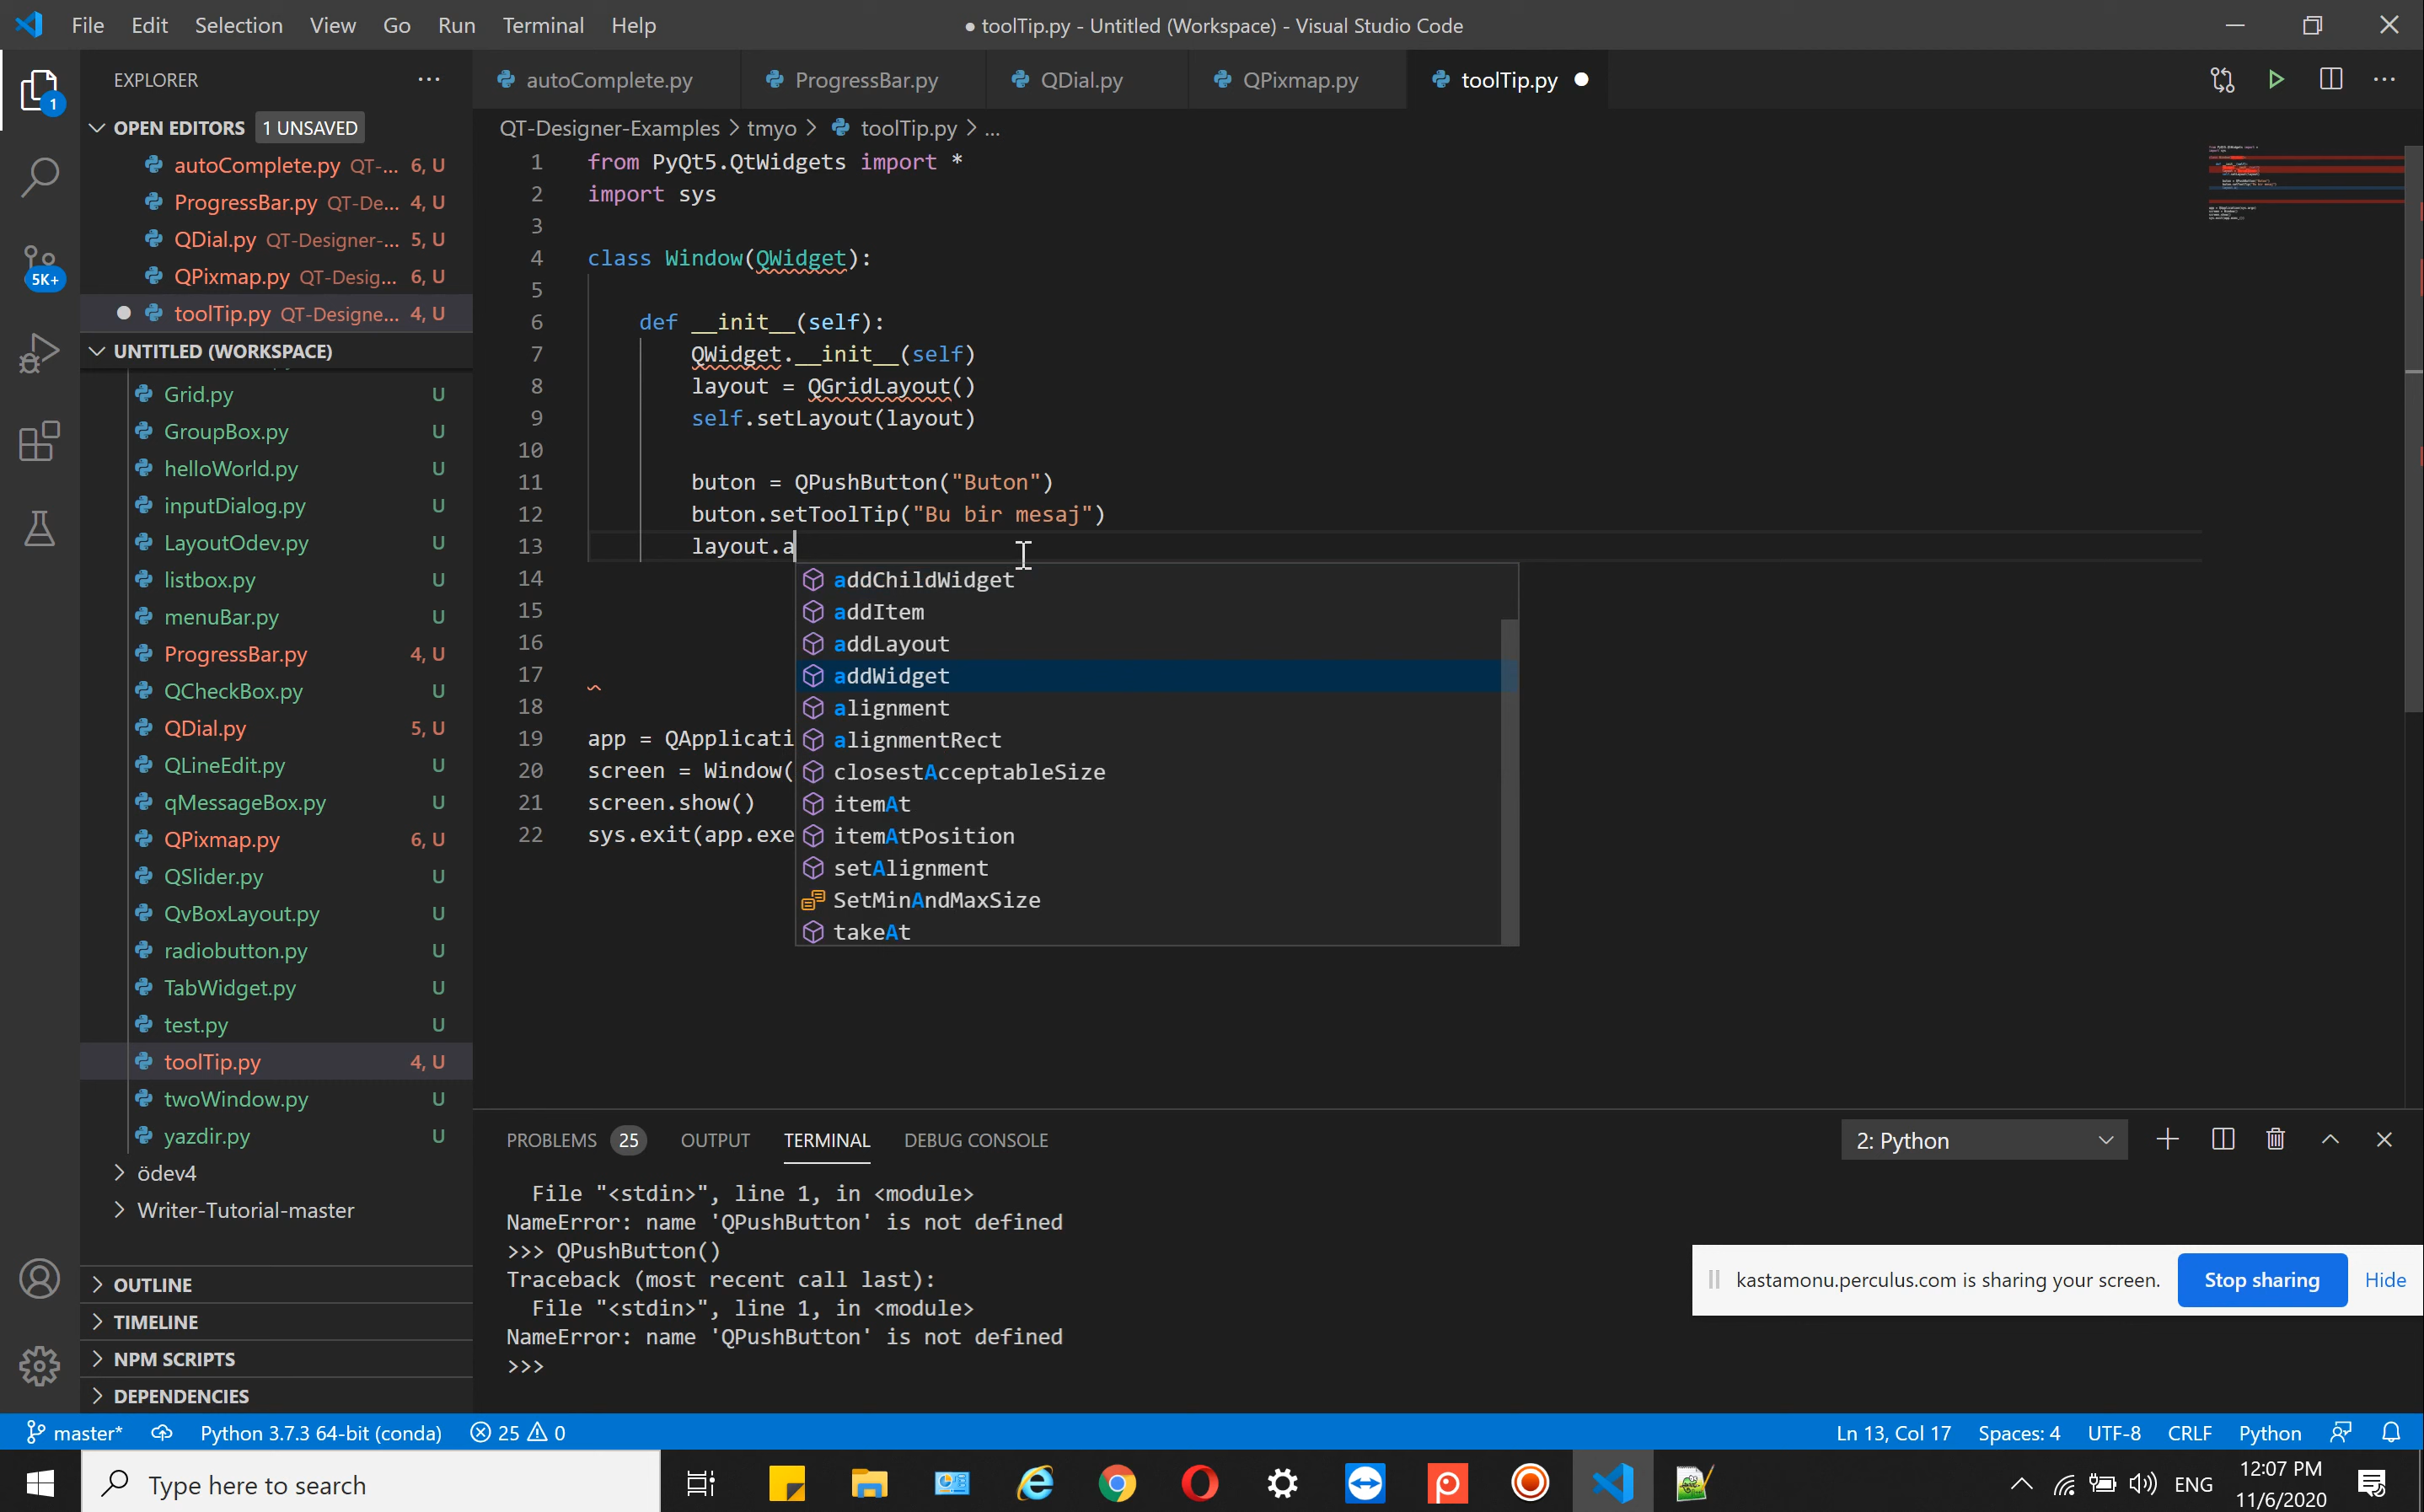 File Edit Selection View Go Run Terminal Help
● toolTip.py - Untitled (Workspace) - Visual Studio Code
EXPLORER
autoComplete.py
ProgressBar.py
QDial.py
QPixmap.py
toolTip.py
OPEN EDITORS 1 UNSAVED
autoComplete.py QT-... 6, U
ProgressBar.py QT-De... 4, U
QDial.py QT-Designer-... 5, U
QPixmap.py QT-Desig... 6, U
toolTip.py QT-Designe... 4, U
UNTITLED (WORKSPACE)
Grid.py U
GroupBox.py U
helloWorld.py U
inputDialog.py U
LayoutOdev.py U
listbox.py U
menuBar.py U
ProgressBar.py 4, U
QCheckBox.py U
QDial.py 5, U
QLineEdit.py U
qMessageBox.py U
QPixmap.py 6, U
QSlider.py U
QvBoxLayout.py U
radiobutton.py U
TabWidget.py U
test.py U
toolTip.py 4, U
twoWindow.py U
yazdir.py U
ödev4
Writer-Tutorial-master
OUTLINE
TIMELINE
NPM SCRIPTS
DEPENDENCIES
1
5K+
QT-Designer-Examples > tmyo > toolTip.py > ...
1 from PyQt5.QtWidgets import *
2 import sys
3
4 class Window(QWidget):
5
6 def __init__(self):
7 QWidget.__init__(self)
8 layout = QGridLayout()
9 self.setLayout(layout)
10
11 buton = QPushButton("Buton")
12 buton.setToolTip("Bu bir mesaj")
13 layout.a
14
15
16
17
18
19 app = QApplicati
20 screen = Window(
21 screen.show()
22 sys.exit(app.exe
addChildWidget
addItem
addLayout
addWidget
alignment
alignmentRect
closestAcceptableSize
itemAt
itemAtPosition
setAlignment
SetMinAndMaxSize
takeAt
PROBLEMS 25 OUTPUT TERMINAL DEBUG CONSOLE
2: Python
File "<stdin>", line 1, in <module>
NameError: name 'QPushButton' is not defined
>>> QPushButton()
Traceback (most recent call last):
File "<stdin>", line 1, in <module>
NameError: name 'QPushButton' is not defined
>>>
kastamonu.perculus.com is sharing your screen. Stop sharing Hide
master* Python 3.7.3 64-bit (conda) 25 0
Ln 13, Col 17 Spaces: 4 UTF-8 CRLF Python
Type here to search
ENG
12:07 PM
11/6/2020